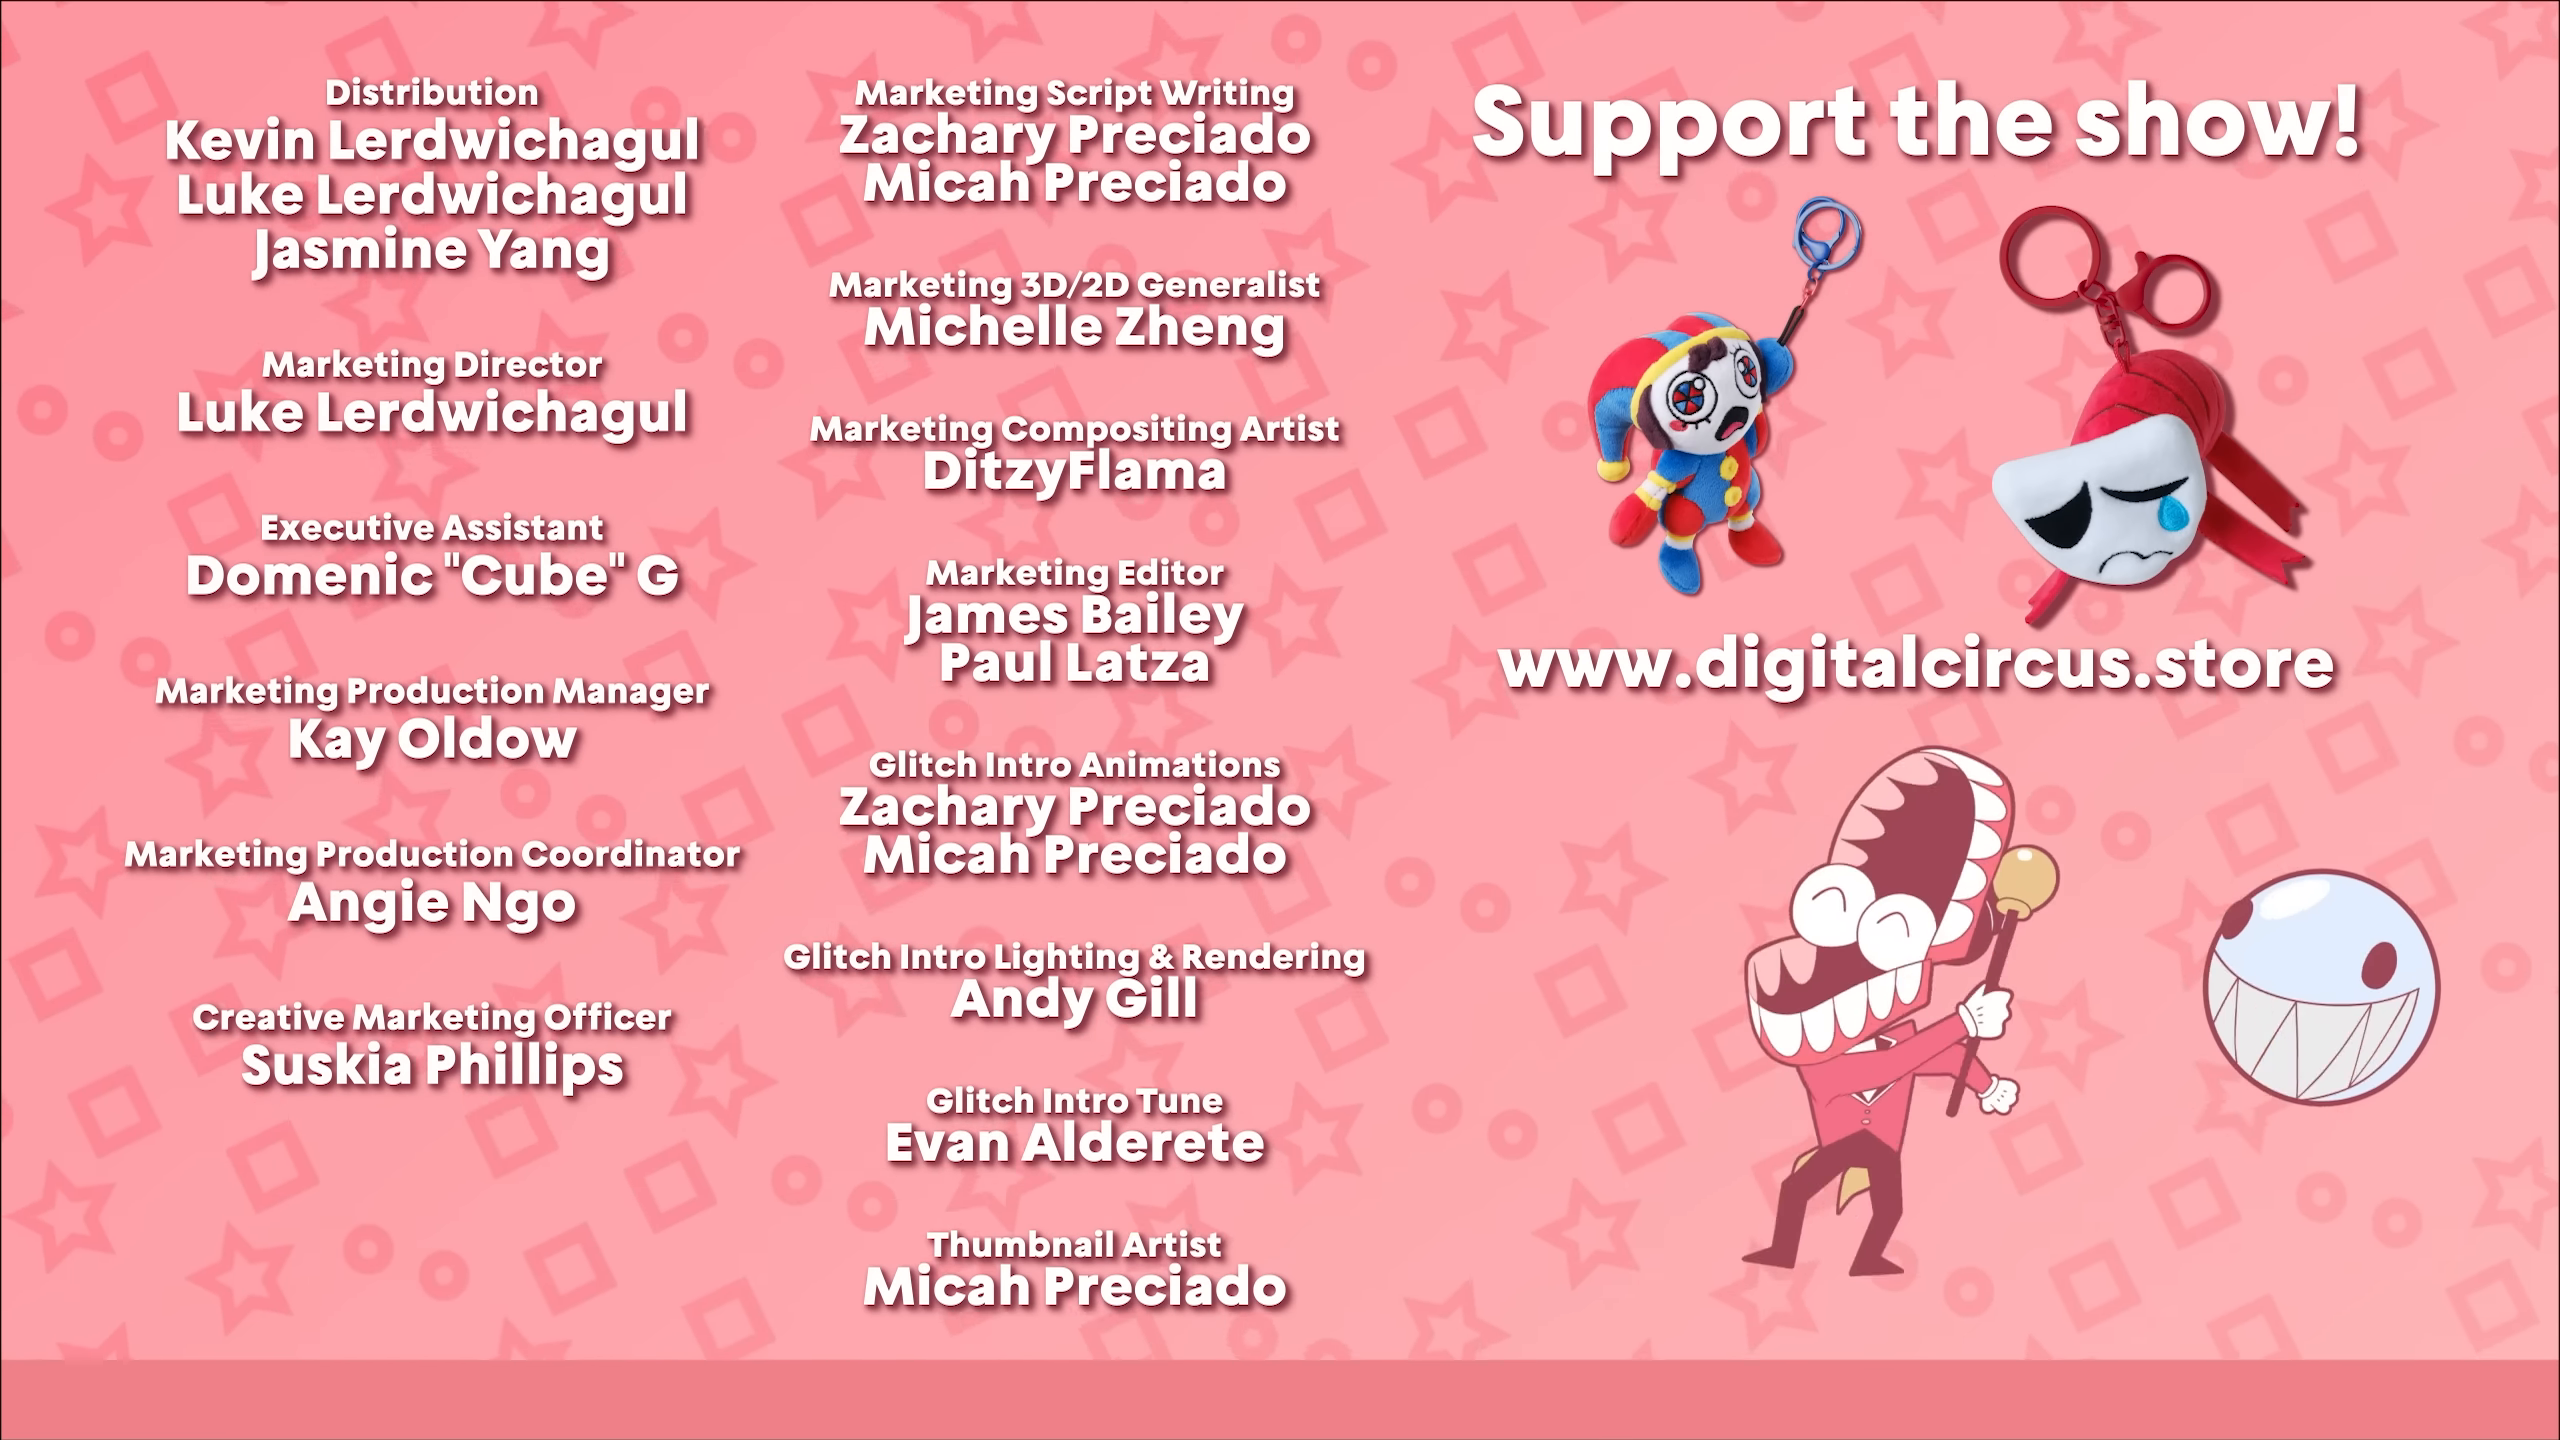 Distribution
Kevin Lerdwichagul
Luke Lerdwichagul
Jasmine Yang
Marketing Director
Luke Lerdwichagul
Executive Assistant
Domenic "Cube" G
Marketing Production Manager
Kay Oldow
Marketing Production Coordinator
Angie Ngo
Creative Marketing Officer
Suskia Phillips
Marketing Script Writing
Zachary Preciado
Micah Preciado
Marketing 3D/2D Generalist
Michelle Zheng
Marketing Compositing Artist
DitzyFlama
Marketing Editor
James Bailey
Paul Latza
Glitch Intro Animations
Zachary Preciado
Micah Preciado
Glitch Intro Lighting & Rendering
Andy Gill
Glitch Intro Tune
Evan Alderete
Thumbnail Artist
Micah Preciado
Support the show!
www.digitalcircus.store